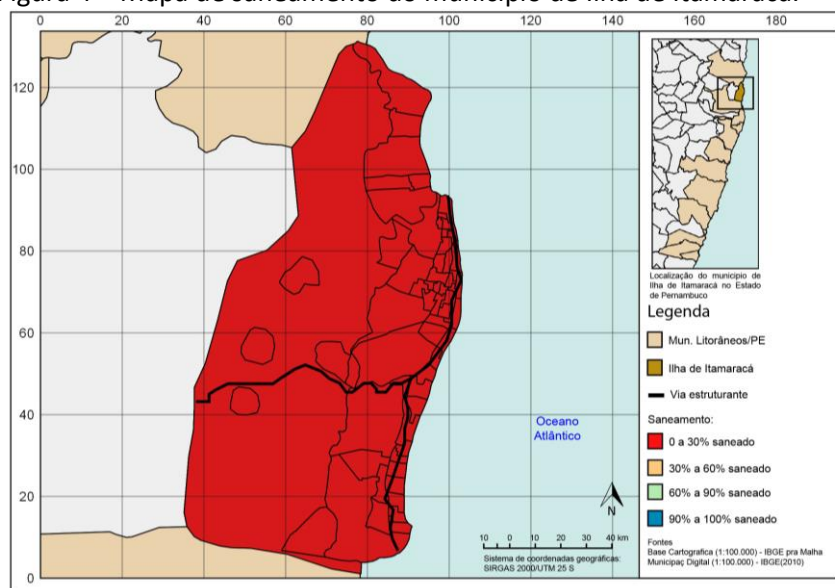 Figura 4 – Mapa de saneamento do município de Ilha de Itamaracá.
0 20 40 60 80 100 120 140 160 180
120
100
80
60
40
20
0
Oceano
Atlântico
N
10 0 10 20 30 40 km
Sistema de coordenadas geográficas:
SIRGAS 2000/UTM 25 S
Localização do município de
Ilha de Itamaracá no Estado
de Pernambuco
Legenda
Mun. Litorâneos/PE
Ilha de Itamaracá
Via estruturante
Saneamento:
0 a 30% saneado
30% a 60% saneado
60% a 90% saneado
90% a 100% saneado
Fontes
Base Cartografica (1:100.000) - IBGE pra Malha
Municipaç Digital (1:100.000) - IBGE(2010)